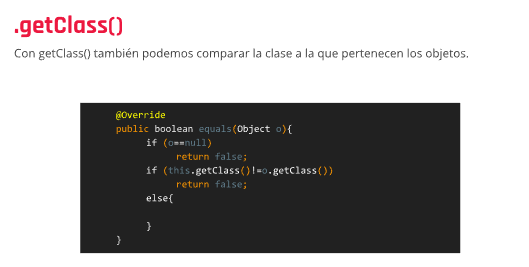 .getClass()
Con getClass() también podemos comparar la clase a la que pertenecen los objetos.
@Override
public boolean equals(Object o){
if (o==null)
return false;
if (this.getClass()!=o.getClass())
return false;
else{
}
}